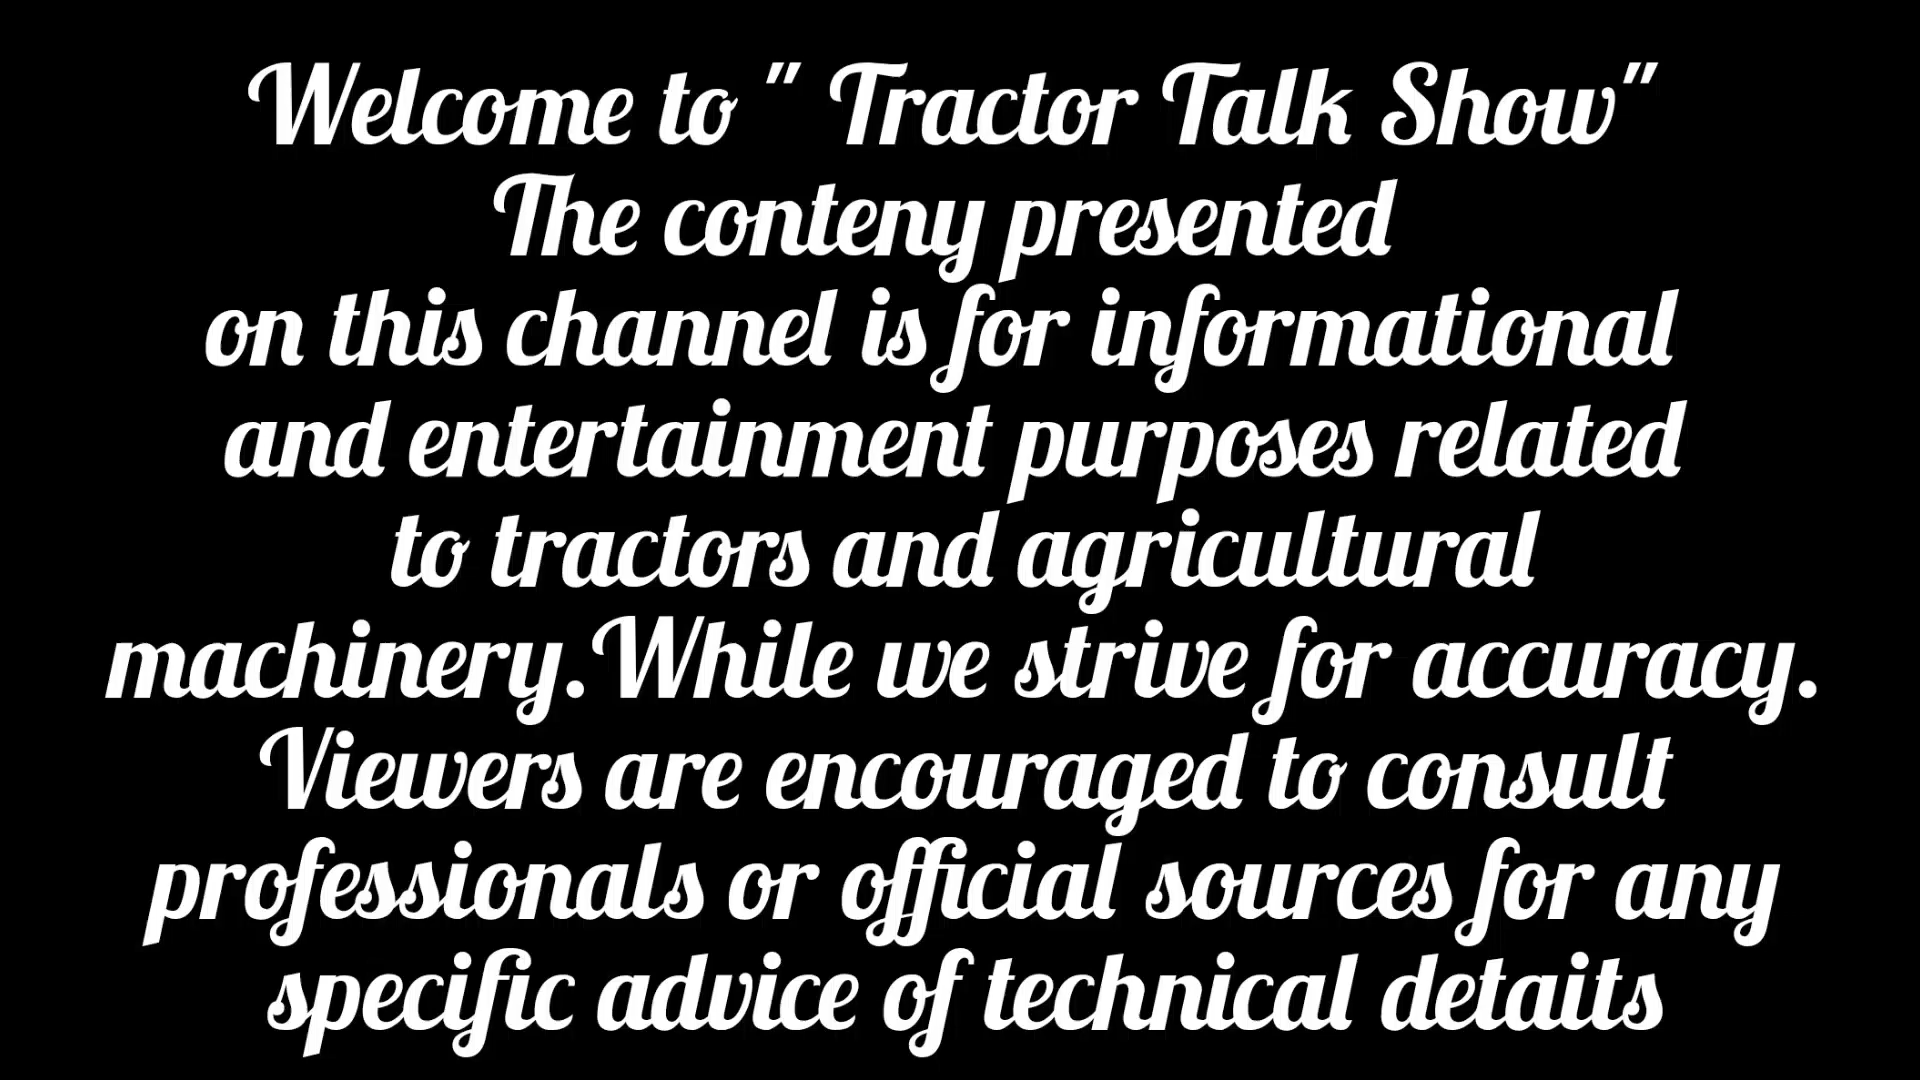 Welcome to " Tractor Talk Show"
The conteny presented
on this channel is for informational
and entertainment purposes related
to tractors and agricultural
machinery.While we strive for accuracy.
Viewers are encouraged to consult
professionals or official sources for any
specific advice of technical detaits